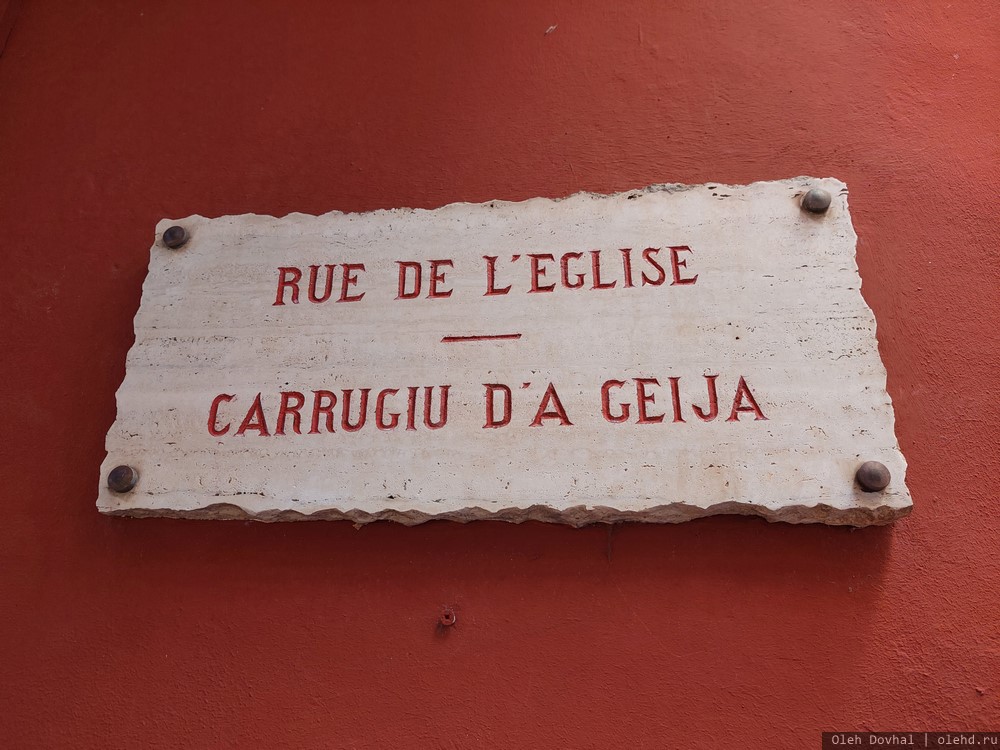 RUE DE L'EGLISE
CARRUGIU D'A GEIJA
Oleh Dovhal | olehd.ru